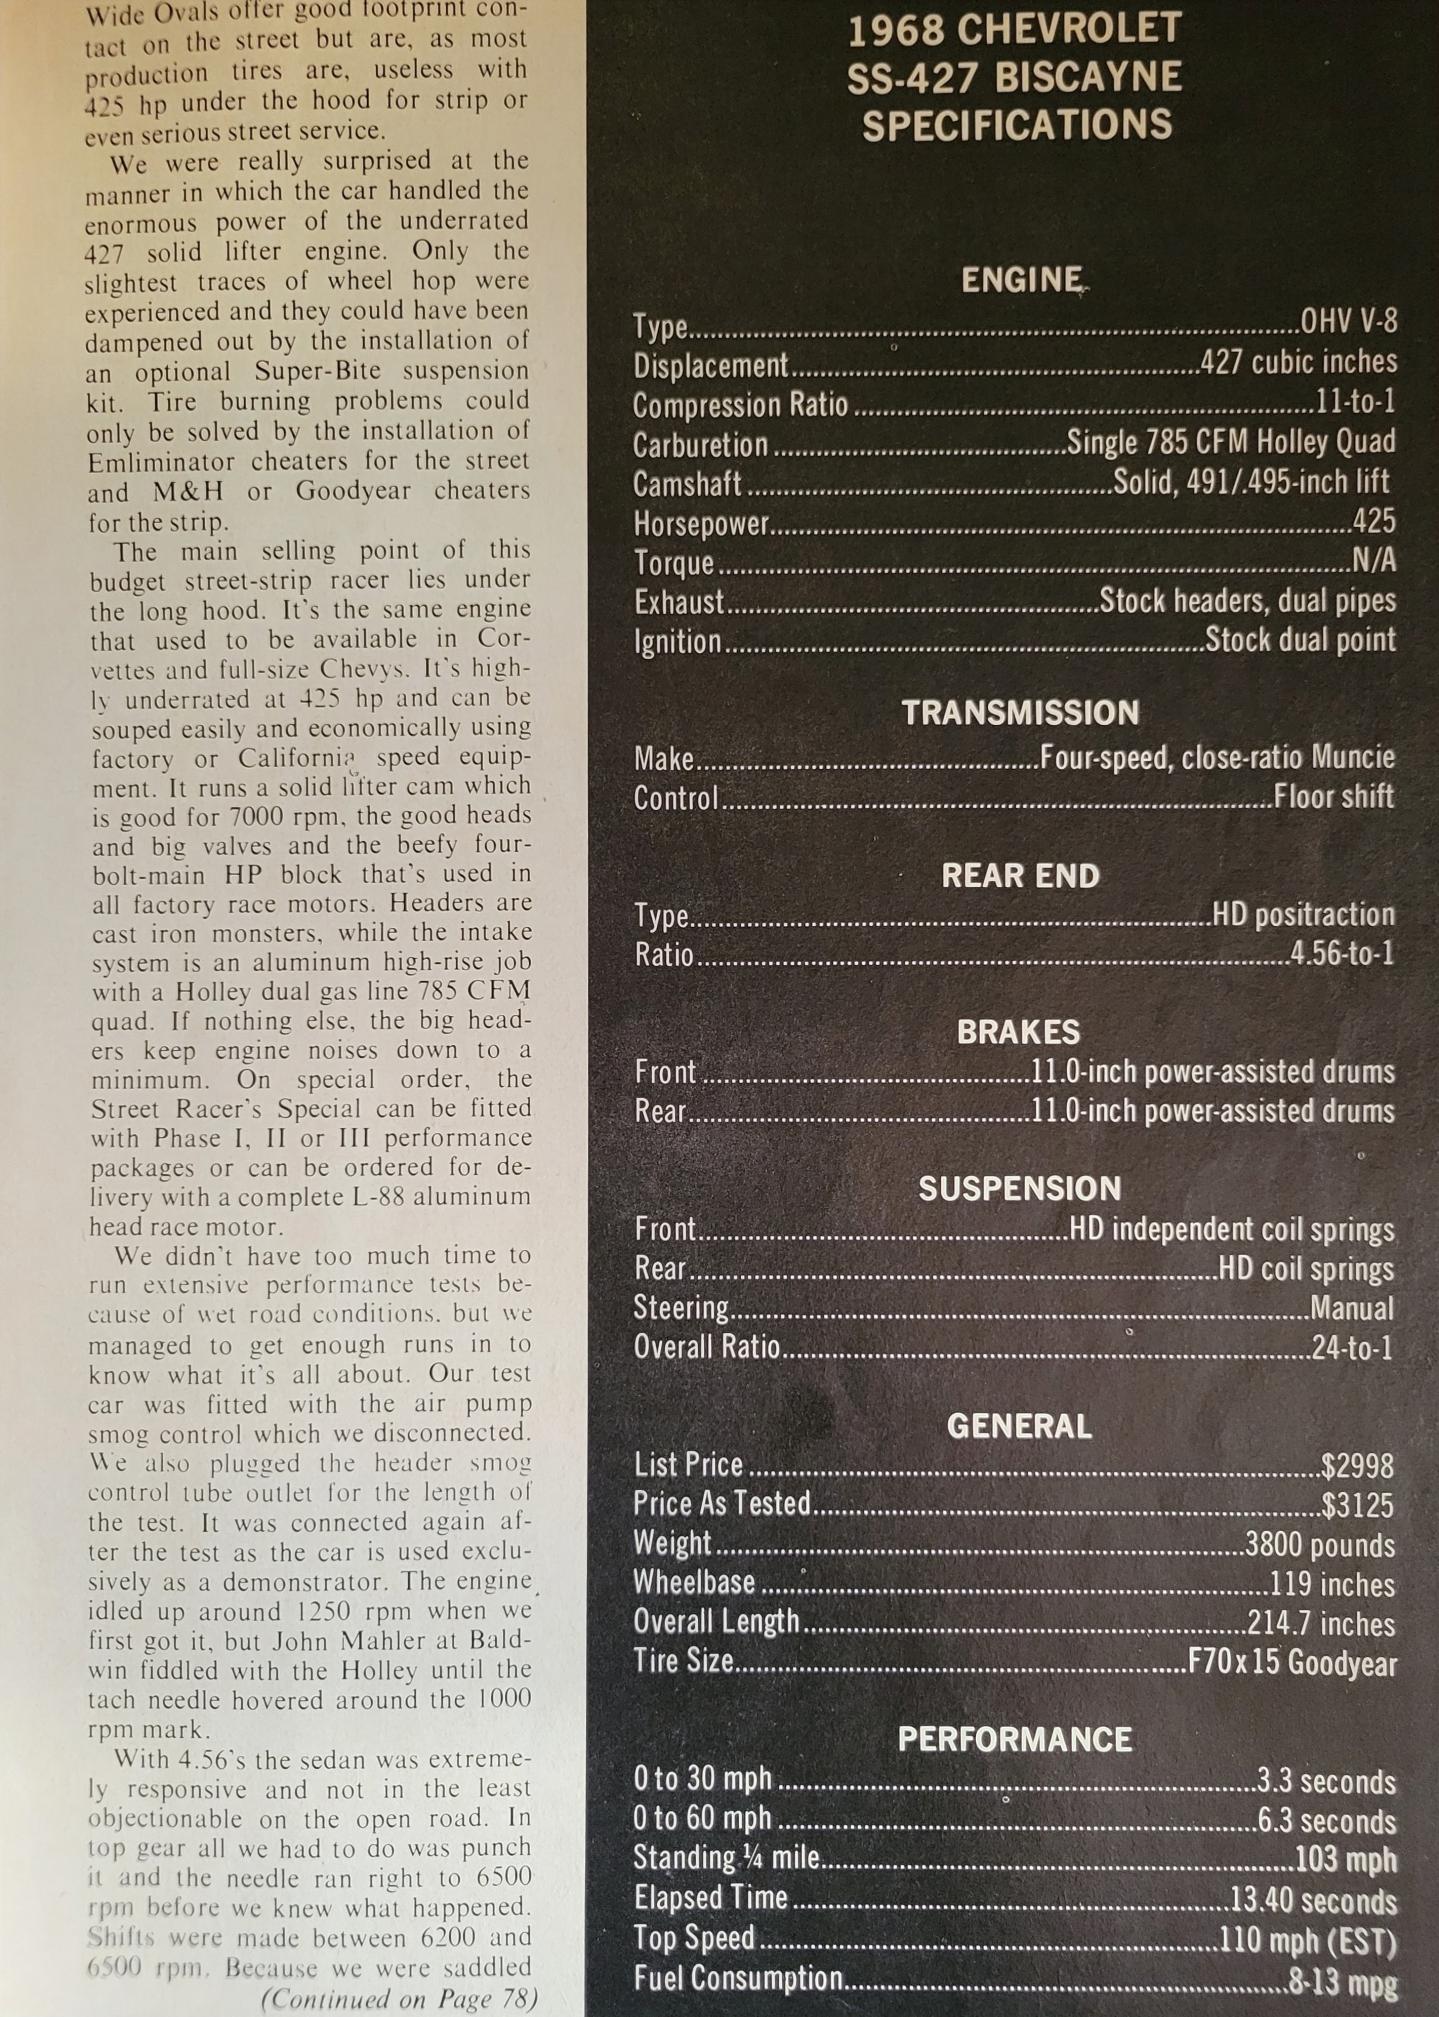 Wide Ovals offer good footprint con-
tact on the street but are, as most
production tires are, useless with
425 hp under the hood for strip or
even serious street service.
We were really surprised at the
manner in which the car handled the
enormous power of the underrated
427 solid lifter engine. Only the
slightest traces of wheel hop were
experienced and they could have been
dampened out by the installation of
an optional Super-Bite suspension
kit. Tire burning problems could
only be solved by the installation of
Emliminator cheaters for the street
and M&H or Goodyear cheaters
for the strip.
The main selling point of this
budget street-strip racer lies under
the long hood. It's the same engine
that used to be available in Cor-
vettes and full-size Chevys. It's high-
ly underrated at 425 hp and can be
souped easily and economically using
factory or California speed equip-
ment. It runs a solid lifter cam which
is good for 7000 rpm, the good heads
and big valves and the beefy four-
bolt-main HP block that's used in
all factory race motors. Headers are
cast iron monsters, while the intake
system is an aluminum high-rise job
with a Holley dual gas line 785 CFM
quad. If nothing else, the big head-
ers keep engine noises down to a
minimum. On special order, the
Street Racer's Special can be fitted
with Phase I, II or III performance
packages or can be ordered for de-
livery with a complete L-88 aluminum
head race motor.
We didn't have too much time to
run extensive performance tests be-
cause of wet road conditions. but we
managed to get enough runs in to
know what it's all about. Our test
car was fitted with the air pump
smog control which we disconnected.
We also plugged the header smog
control tube outlet for the length of
the test. It was connected again af-
ter the test as the car is used exclu-
sively as a demonstrator. The engine
idled up around 1250 rpm when we
first got it, but John Mahler at Bald-
win fiddled with the Holley until the
tach needle hovered around the 1000
rpm mark.
With 4.56's the sedan was extreme-
ly responsive and not in the least
objectionable on the open road. In
top gear all we had to do was punch
it and the needle ran right to 6500
rpm before we knew what happened.
Shifts were made between 6200 and
6500 rpm. Because we were saddled
(Continued on Page 78)
1968 CHEVROLET
SS-427 BISCAYNE
SPECIFICATIONS
ENGINE
Type.....OHV V-8
Displacement.....427 cubic inches
Compression Ratio.....11-to-1
Carburetion.....Single 785 CFM Holley Quad
Camshaft.....Solid, 491/.495-inch lift
Horsepower.....425
Torque.....N/A
Exhaust.....Stock headers, dual pipes
Ignition.....Stock dual point
TRANSMISSION
Make.....Four-speed, close-ratio Muncie
Control.....Floor shift
REAR END
Type.....HD positraction
Ratio.....4.56-to-1
BRAKES
Front.....11.0-inch power-assisted drums
Rear.....11.0-inch power-assisted drums
SUSPENSION
Front.....HD independent coil springs
Rear.....HD coil springs
Steering.....Manual
Overall Ratio.....24-to-1
GENERAL
List Price.....$2998
Price As Tested.....$3125
Weight.....3800 pounds
Wheelbase.....119 inches
Overall Length.....214.7 inches
Tire Size.....F70x15 Goodyear
PERFORMANCE
0 to 30 mph.....3.3 seconds
0 to 60 mph.....6.3 seconds
Standing ¼ mile.....103 mph
Elapsed Time.....13.40 seconds
Top Speed.....110 mph (EST)
Fuel Consumption.....8-13 mpg